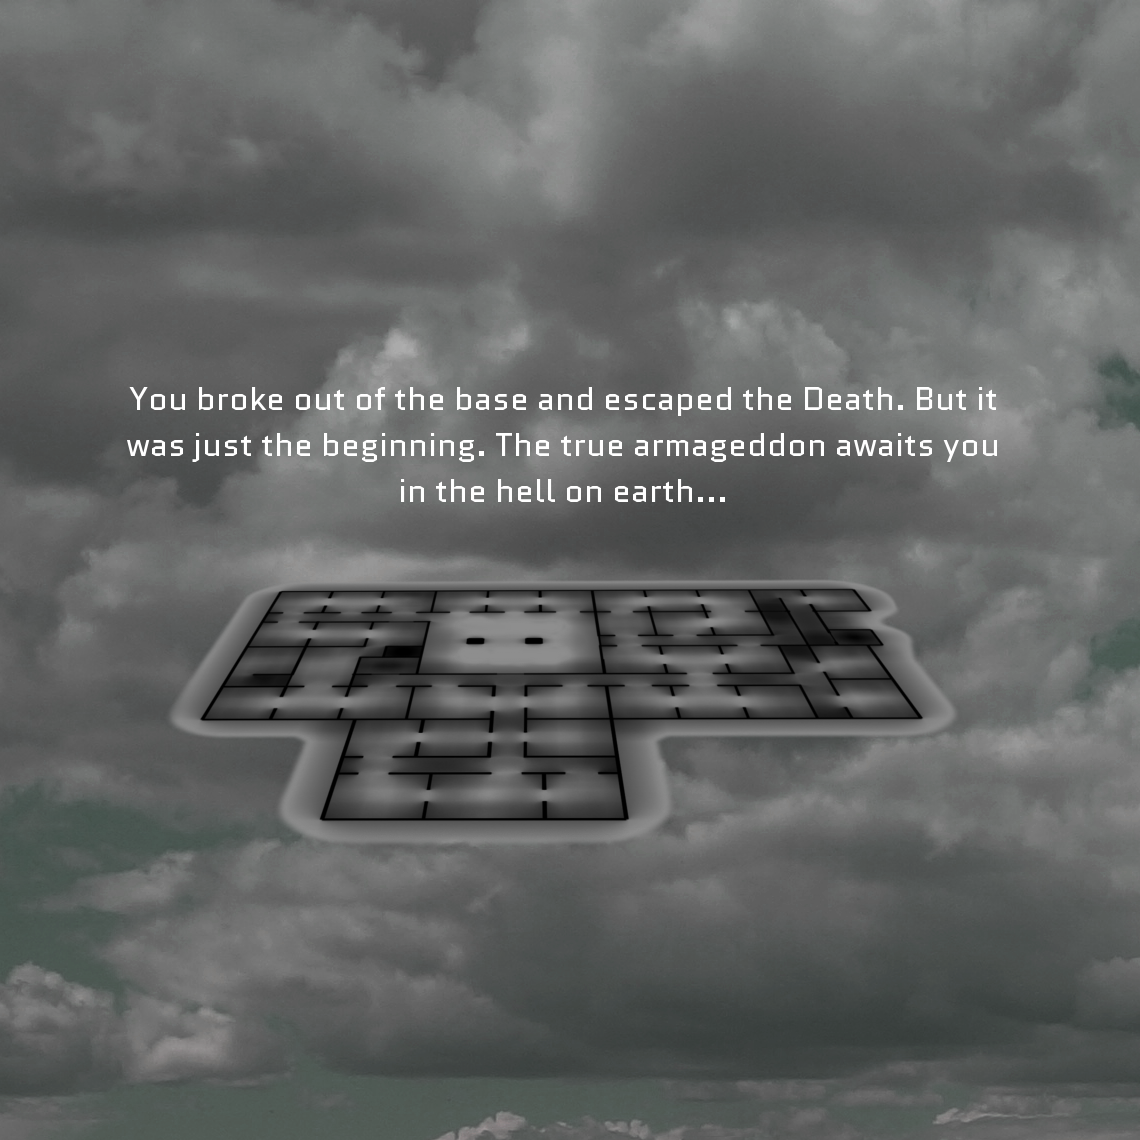 You broke out of the base and escaped the Death. But it
was just the beginning. The true armageddon awaits you
in the hell on earth...